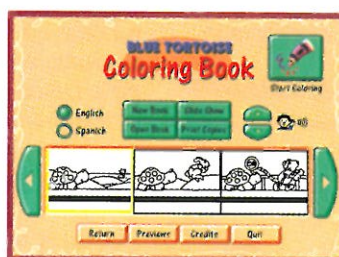 BLUE TORTOISE
Coloring Book
Start Coloring
English
Spanish
New Book
Slide Show
Open Book
Print Copies
Return
Previews
Credits
Quit